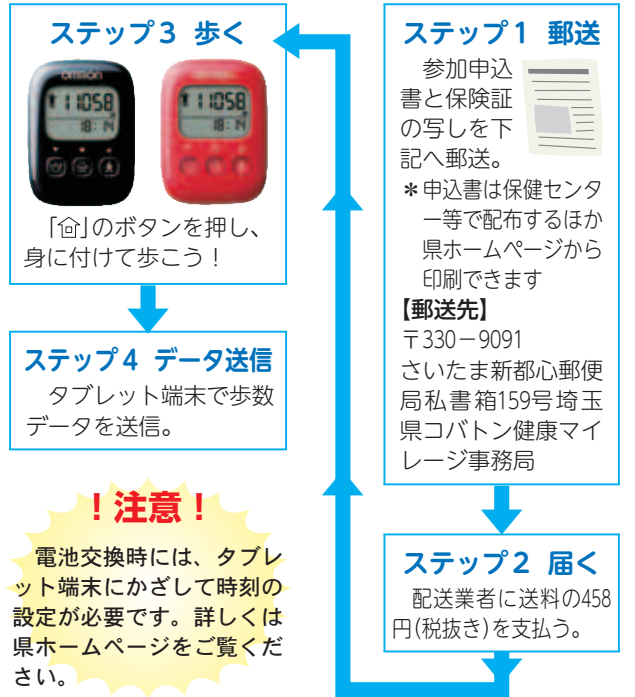 ステップ1 郵送
参加申込
書と保険証
の写しを下
記へ郵送。
＊申込書は保健センタ
ー等で配布するほか
県ホームページから
印刷できます
【郵送先】
〒330－9091
さいたま新都心郵便
局私書箱159号埼玉
県コバトン健康マイ
レージ事務局
ステップ2 届く
配送業者に送料の458
円(税抜き)を支払う。
ステップ3 歩く
omron
11058
18:14
11058
18:14
「⌂」のボタンを押し、
身に付けて歩こう！
ステップ4 データ送信
タブレット端末で歩数
データを送信。
！注意！
電池交換時には、タブレ
ット端末にかざして時刻の
設定が必要です。詳しくは
県ホームページをご覧くだ
さい。